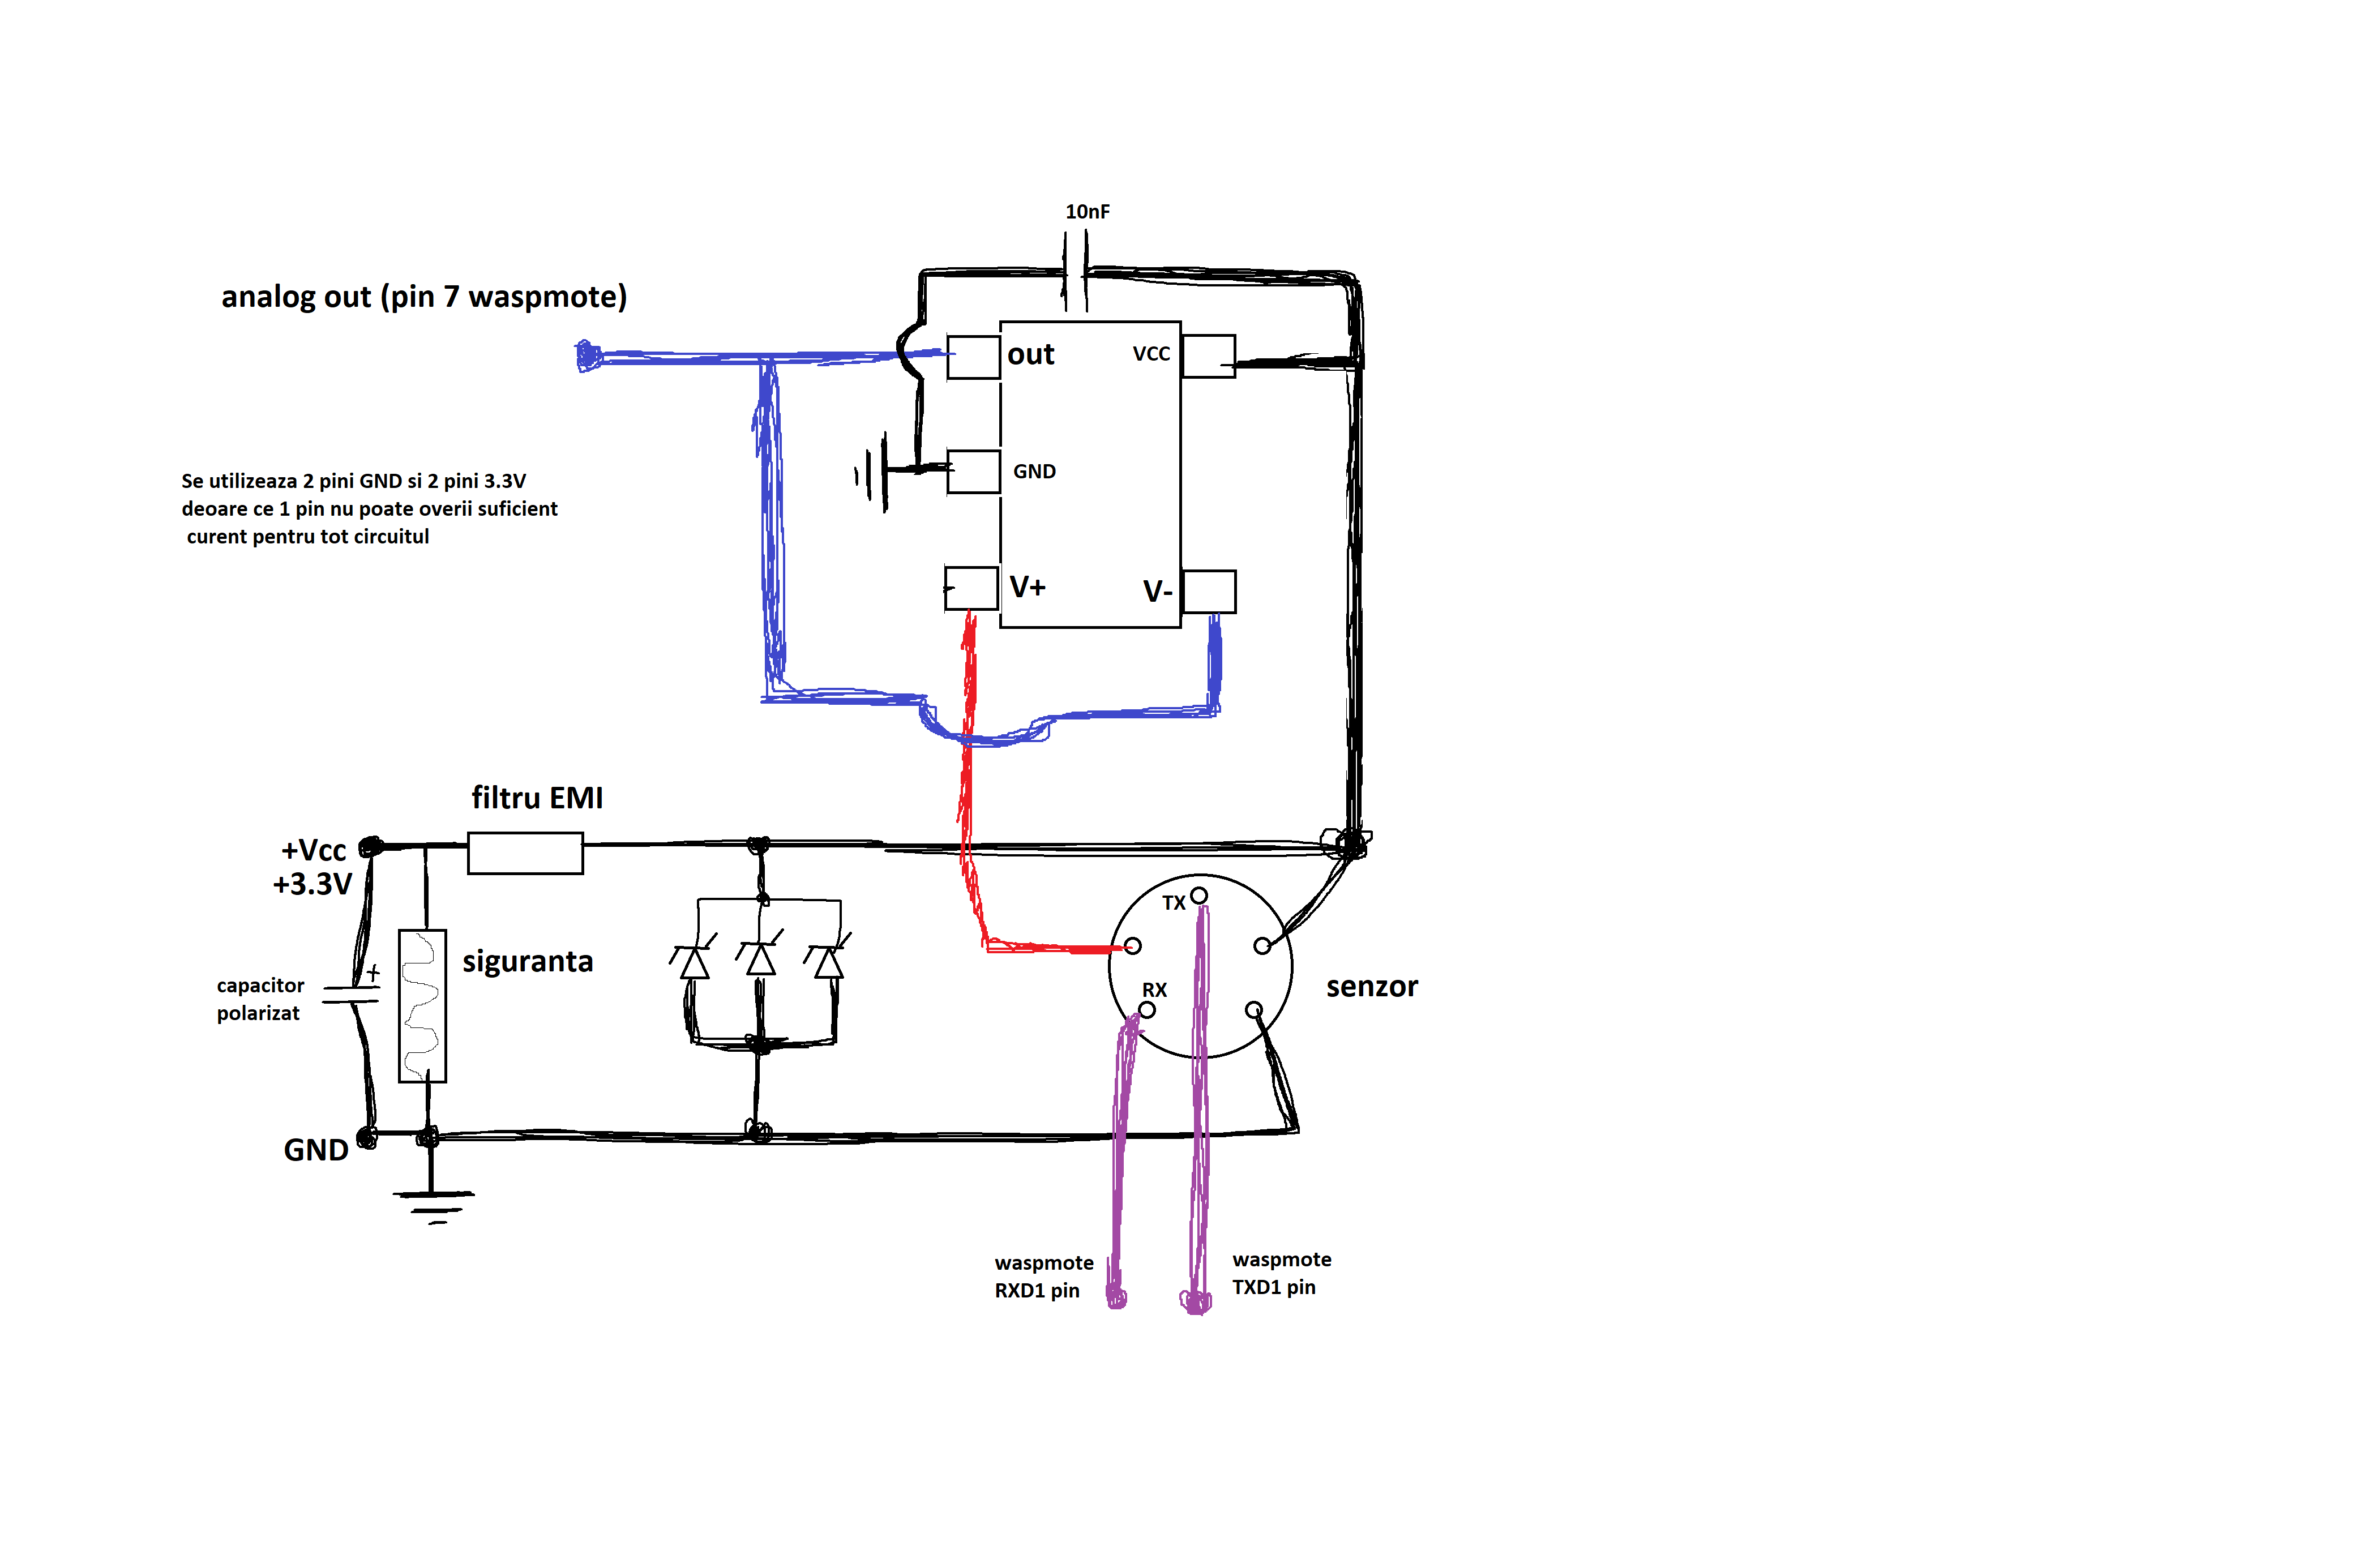 10nF
analog out (pin 7 waspmote)
out
VCC
Se utilizeaza 2 pini GND si 2 pini 3.3V
deoare ce 1 pin nu poate overii suficient
curent pentru tot circuitul
GND
V+
V-
filtru EMI
+Vcc
+3.3V
TX
siguranta
+
capacitor
polarizat
RX
senzor
GND
waspmote
RXD1 pin
waspmote
TXD1 pin